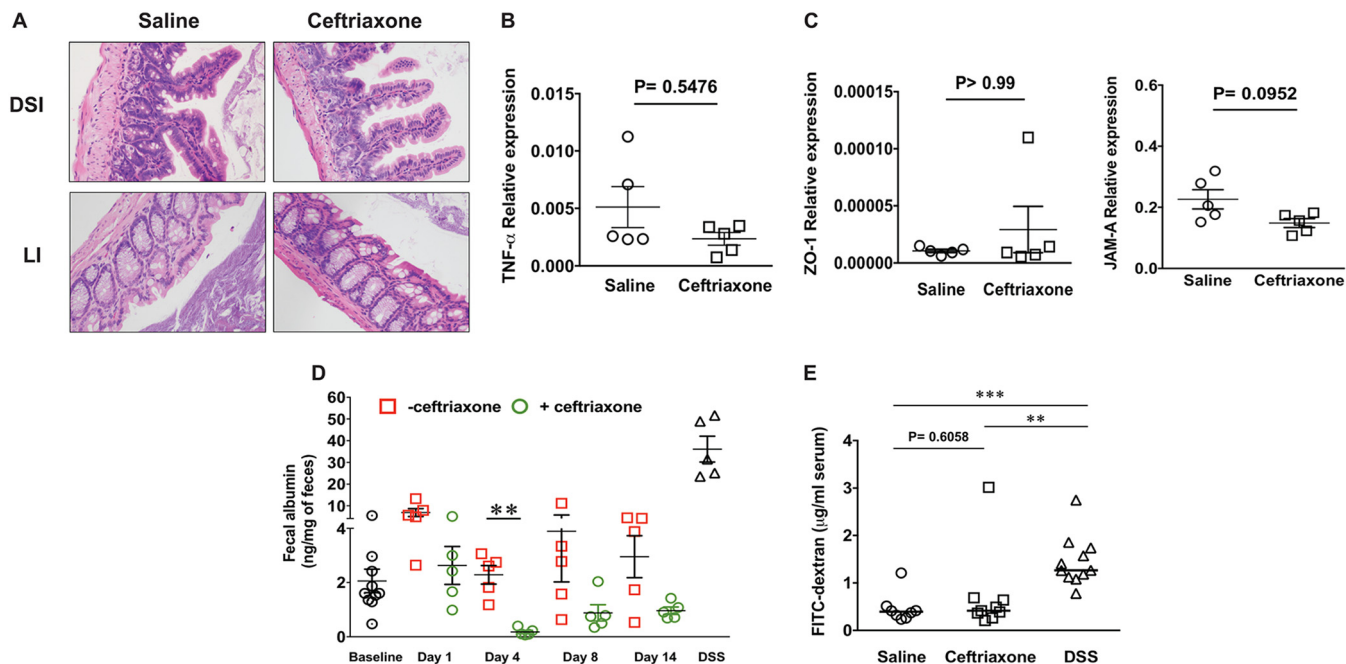 A
Saline
Ceftriaxone
DSI
LI
B
TNF-α Relative expression
0.015
0.010
0.005
0.000
P= 0.5476
Saline
Ceftriaxone
C
ZO-1 Relative expression
0.00015
0.00010
0.00005
0.00000
P> 0.99
Saline
Ceftriaxone
JAM-A Relative expression
0.6
0.4
0.2
0.0
P= 0.0952
Saline
Ceftriaxone
D
Fecal albumin
(ng/mg of feces)
60
50
40
30
20
10
4
2
0
-ceftriaxone
+ ceftriaxone
**
Baseline
Day 1
Day 4
Day 8
Day 14
DSS
E
FITC-dextran (μg/ml serum)
4
3
2
1
0
***
**
P= 0.6058
Saline
Ceftriaxone
DSS